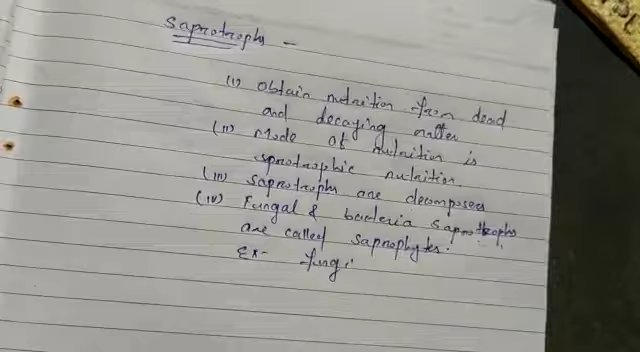 Saprotrophs -
(i) Obtain nutrition from dead
and decaying matter
(ii) Mode of nutrition is
sprotrophic nutrition.
(iii) Saprotrophs are decomposers
(iv) Fungal & bacteria saprotrophs
are called saprophytes.
Ex- fungi